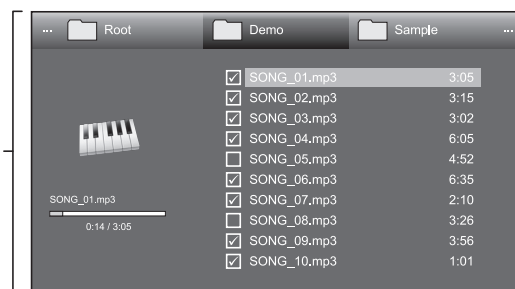 ... Root Demo Sample ...
SONG_01.mp3 3:05
SONG_02.mp3 3:15
SONG_03.mp3 3:02
SONG_04.mp3 6:05
SONG_05.mp3 4:52
SONG_06.mp3 6:35
SONG_07.mp3 2:10
SONG_08.mp3 3:26
SONG_09.mp3 3:56
SONG_10.mp3 1:01
SONG_01.mp3
0:14 / 3:05